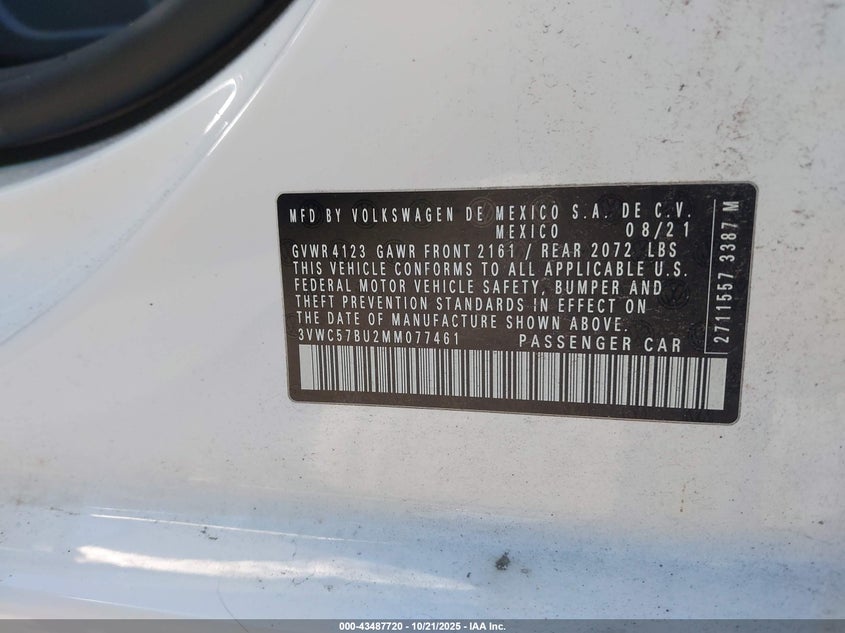 MFD BY VOLKSWAGEN DE MEXICO S.A. DE C.V.
MEXICO 08/21
GVWR 4123 GAWR FRONT 2161 / REAR 2072 LBS
THIS VEHICLE CONFORMS TO ALL APPLICABLE U.S.
FEDERAL MOTOR VEHICLE SAFETY, BUMPER AND
THEFT PREVENTION STANDARDS IN EFFECT ON
THE DATE OF MANUFACTURE SHOWN ABOVE.
3VWC57BU2MM077461 PASSENGER CAR
2711557 3387 M
000-43487720 - 10/21/2025 - IAA Inc.